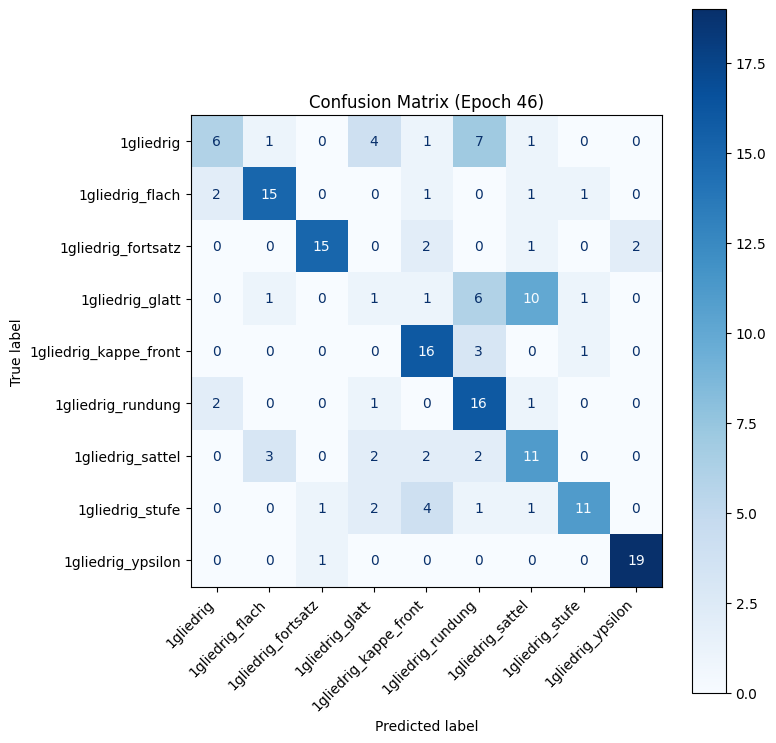 Confusion Matrix (Epoch 46)
True label
1gliedrig 6 1 0 4 1 7 1 0 0
1gliedrig_flach 2 15 0 0 1 0 1 1 0
1gliedrig_fortsatz 0 0 15 0 2 0 1 0 2
1gliedrig_glatt 0 1 0 1 1 6 10 1 0
1gliedrig_kappe_front 0 0 0 0 16 3 0 1 0
1gliedrig_rundung 2 0 0 1 0 16 1 0 0
1gliedrig_sattel 0 3 0 2 2 2 11 0 0
1gliedrig_stufe 0 0 1 2 4 1 1 11 0
1gliedrig_ypsilon 0 0 1 0 0 0 0 0 19
1gliedrig
1gliedrig_flach
1gliedrig_fortsatz
1gliedrig_glatt
1gliedrig_kappe_front
1gliedrig_rundung
1gliedrig_sattel
1gliedrig_stufe
1gliedrig_ypsilon
Predicted label
17.5
15.0
12.5
10.0
7.5
5.0
2.5
0.0